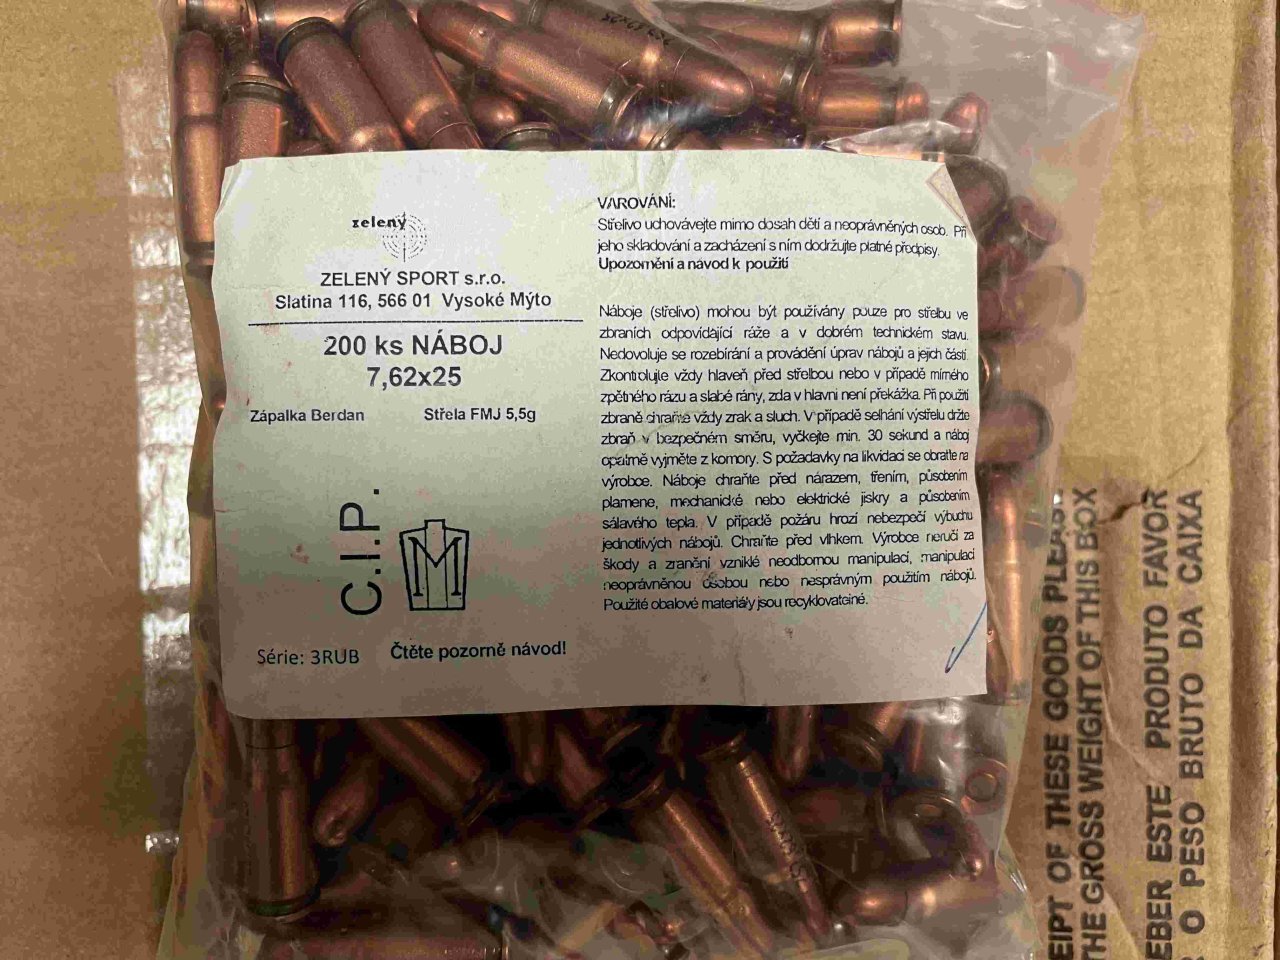 zelený
ZELENÝ SPORT s.r.o.
Slatina 116, 566 01 Vysoké Mýto
200 ks NÁBOJ
7,62x25
Zápalka Berdan
Střela FMJ 5,5g
C.I.P.
M
Série: 3RUB
Čtěte pozorně návod!
VAROVÁNÍ:
Střelivo uchovávejte mimo dosah dětí a neoprávněných osob. Při
jeho skladování a zacházení s ním dodržujte platné předpisy.
Upozornění a návod k použití
Náboje (střelivo) mohou být používány pouze pro střelbu ve
zbraních odpovídající ráže a v dobrém technickém stavu.
Nedovoluje se rozebírání a provádění úprav nábojů a jejich částí.
Zkontrolujte vždy hlaveň před střelbou nebo v případě mírného
zpětného rázu a slabé rány, zda v hlavni není překážka. Při použití
zbraně chraňte vždy zrak a sluch. V případě selhání výstřelu držte
zbraň v bezpečném směru, vyčkejte min. 30 sekund a náboj
opatrně vyjměte z komory. S požadavky na likvidaci se obraťte na
výrobce. Náboje chraňte před nárazem, třením, působením
plamene, mechanické nebo elektrické jiskry a působením
sálavého tepla. V případě požáru hrozí nebezpečí výbuchu
jednotlivých nábojů. Chraňte před vlhkem. Výrobce neručí za
škody a zranění vzniklé neodbornou manipulací, manipulací
neoprávněnou osobou nebo nesprávným použitím nábojů.
Použité obalové materiály jsou recyklovatelné.
EIPT OF THESE GOODS PLEAS
THE GROSS WEIGHT OF THIS BOX
EBER ESTE PRODUTO FAVOR
R O PESO BRUTO DA CAIXA